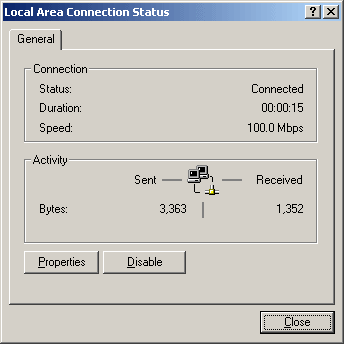 Local Area Connection Status
General
Connection
Status: Connected
Duration: 00:00:15
Speed: 100.0 Mbps
Activity
Sent Received
Bytes: 3,363 1,352
Properties Disable
Close